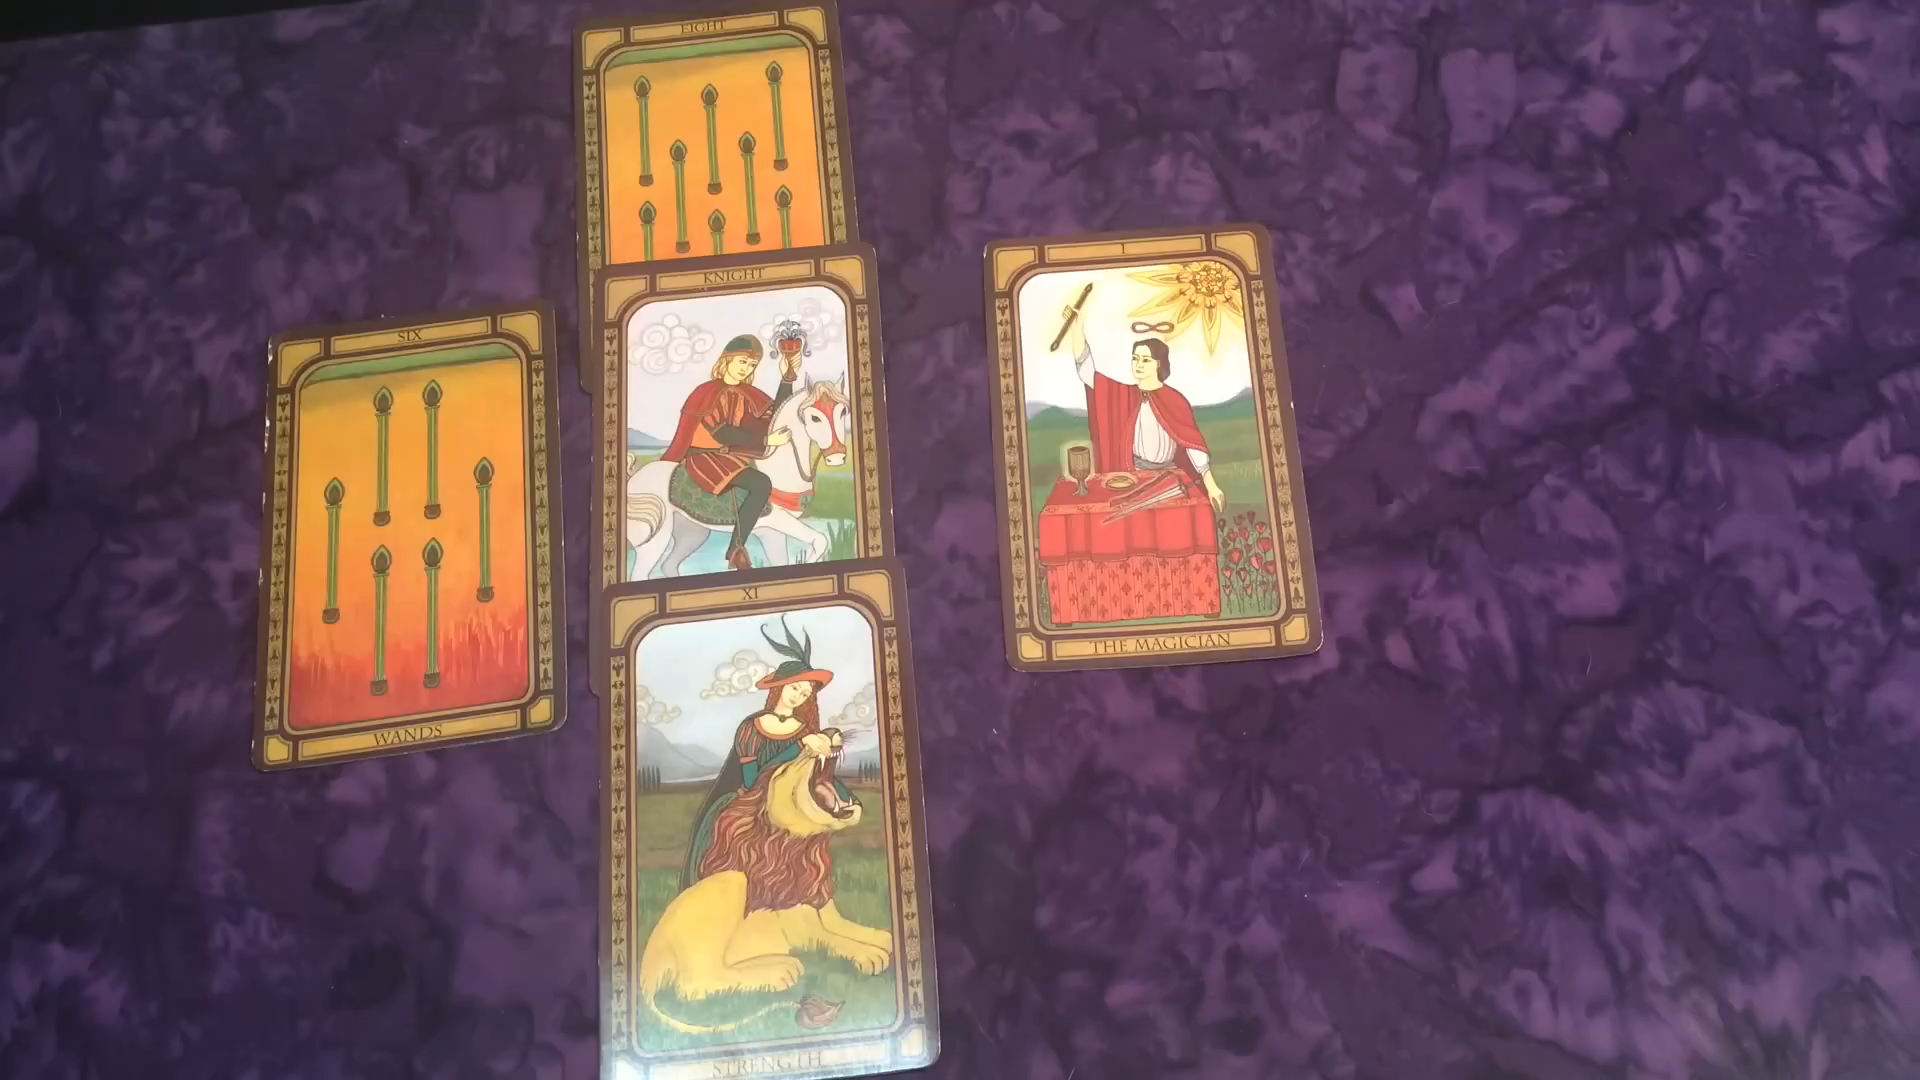 EIGHT
KNIGHT
SIX
WANDS
I
THE MAGICIAN
XI
STRENGTH